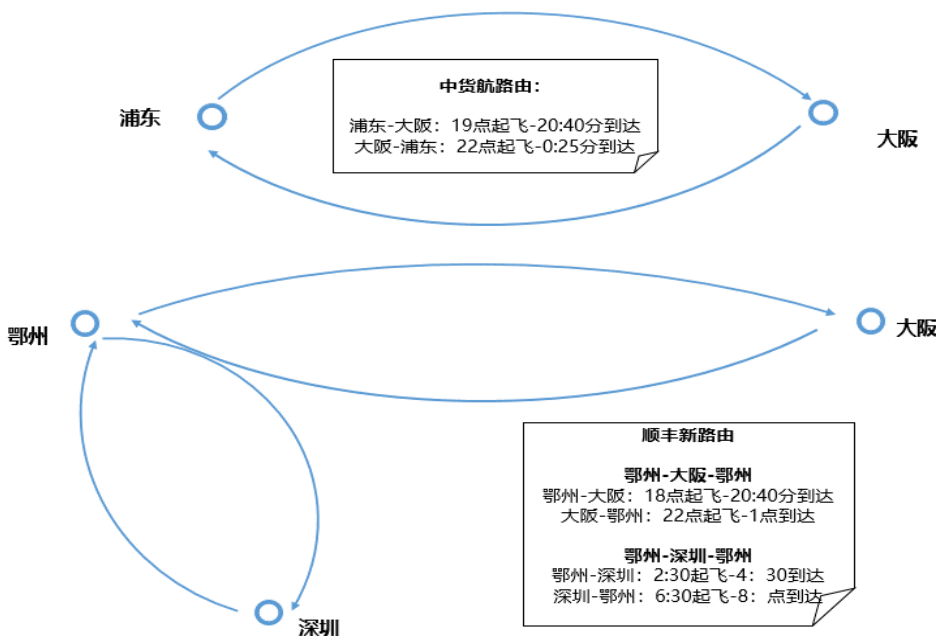 浦东
中货航路由：
浦东-大阪：19点起飞-20:40分到达
大阪-浦东：22点起飞-0:25分到达
大阪
鄂州
大阪
顺丰新路由
鄂州-大阪-鄂州
鄂州-大阪：18点起飞-20:40分到达
大阪-鄂州：22点起飞-1点到达
鄂州-深圳-鄂州
鄂州-深圳：2:30起飞-4：30到达
深圳-鄂州：6:30起飞-8：点到达
深圳